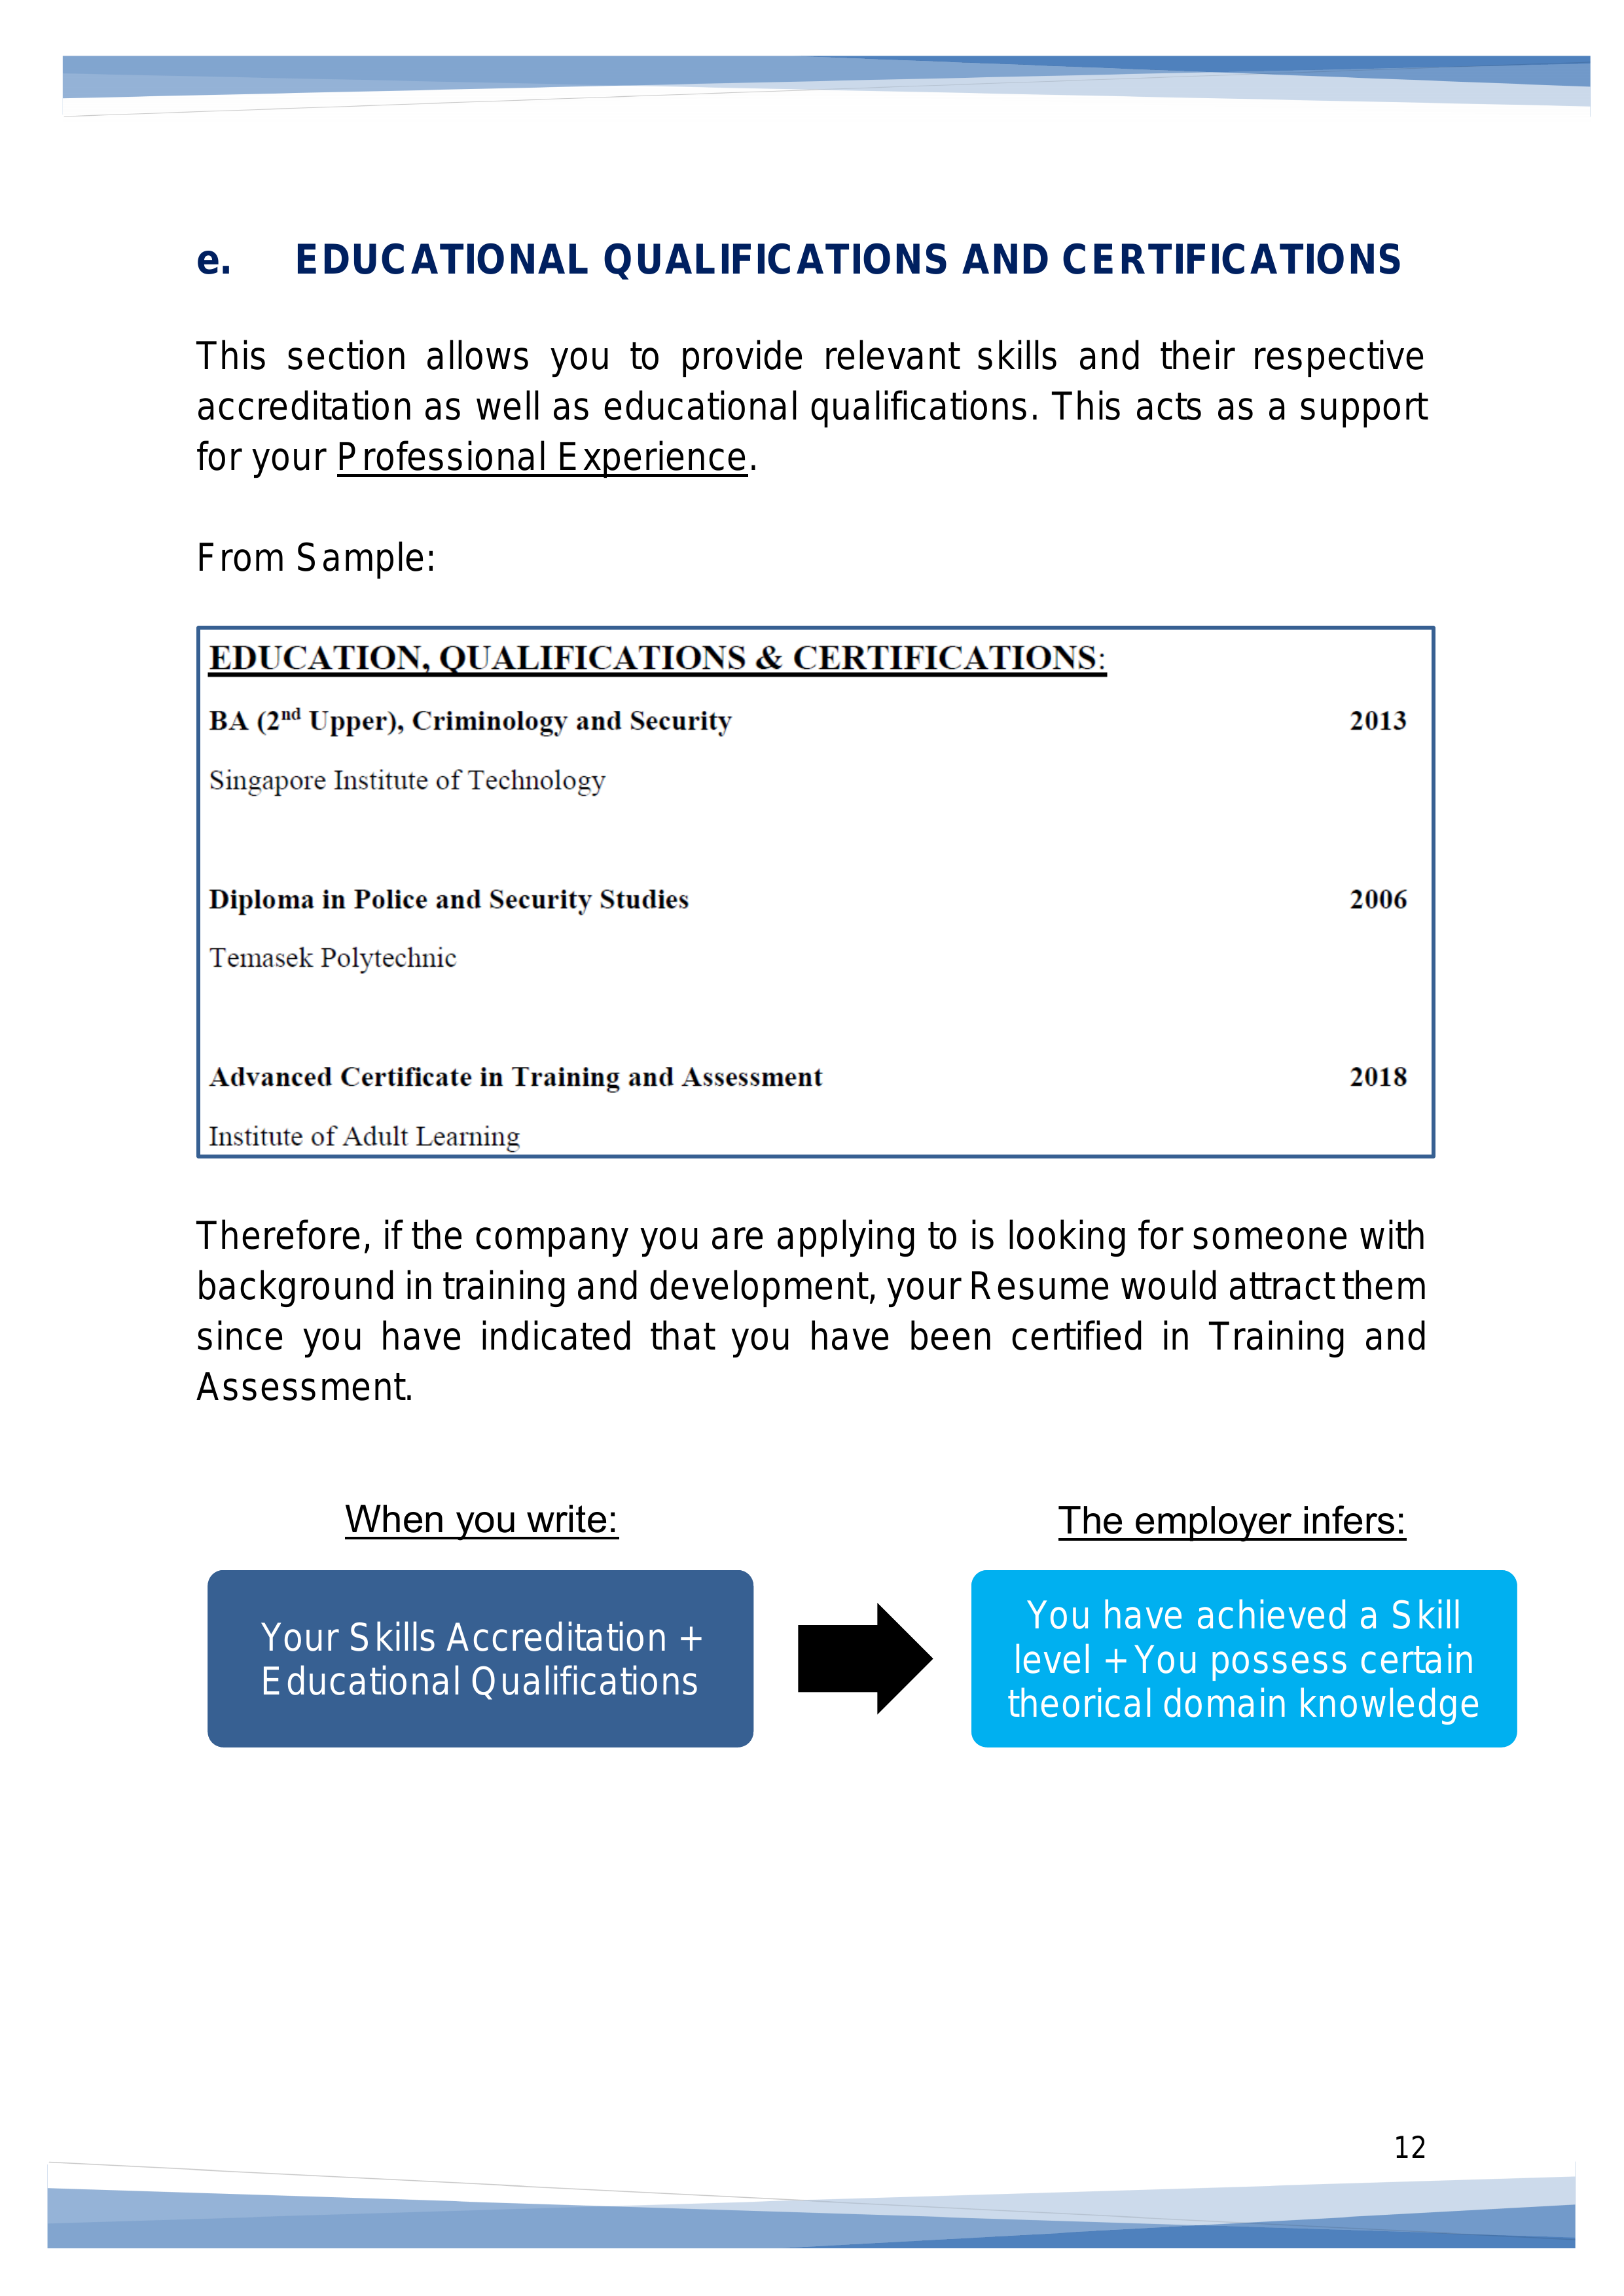 e. EDUCATIONAL QUALIFICATIONS AND CERTIFICATIONS
This section allows you to provide relevant skills and their respective
accreditation as well as educational qualifications. This acts as a support
for your Professional Experience.
From Sample:
EDUCATION, QUALIFICATIONS & CERTIFICATIONS:
BA (2nd Upper), Criminology and Security 2013
Singapore Institute of Technology
Diploma in Police and Security Studies 2006
Temasek Polytechnic
Advanced Certificate in Training and Assessment 2018
Institute of Adult Learning
Therefore, if the company you are applying to is looking for someone with
background in training and development, your Resume would attract them
since you have indicated that you have been certified in Training and
Assessment.
When you write:
Your Skills Accreditation +
Educational Qualifications
The employer infers:
You have achieved a Skill
level + You possess certain
theorical domain knowledge
12